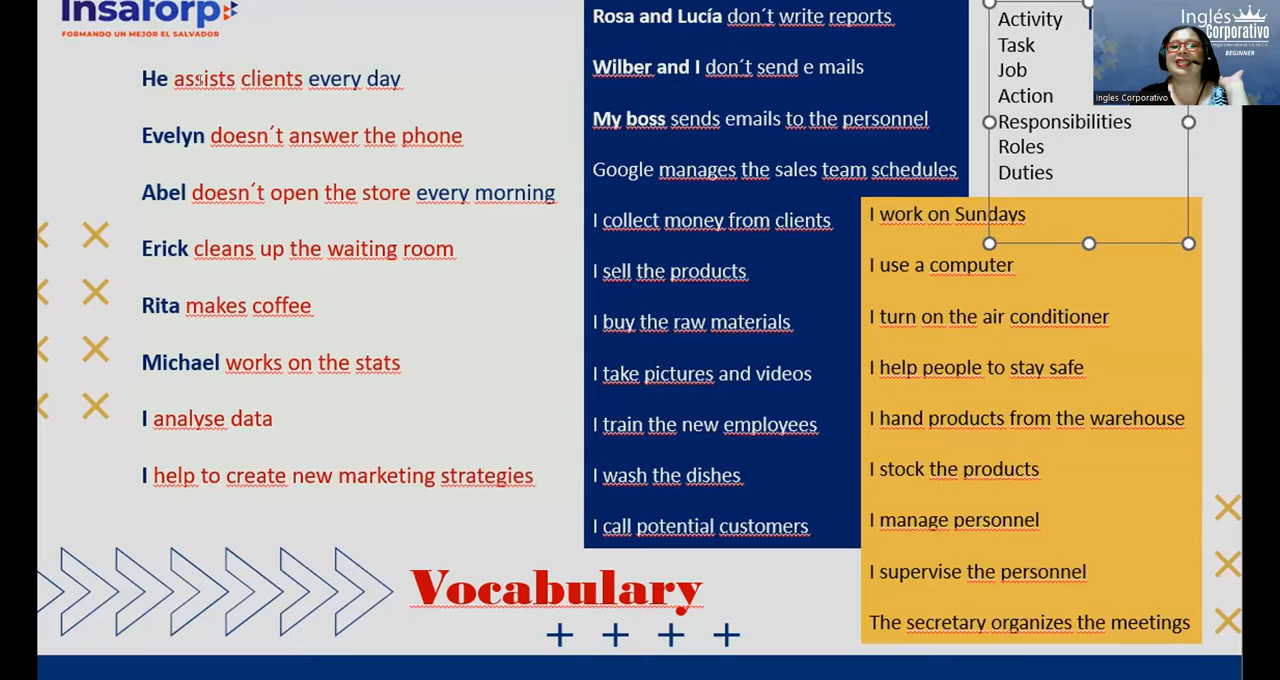 Insaforp
FORMANDO UN MEJOR EL SALVADOR
He assists clients every day
Evelyn doesn´t answer the phone
Abel doesn´t open the store every morning
Erick cleans up the waiting room
Rita makes coffee
Michael works on the stats
I analyse data
I help to create new marketing strategies
Rosa and Lucía don´t write reports
Wilber and I don´t send e mails
My boss sends emails to the personnel
Google manages the sales team schedules
I collect money from clients
I sell the products
I buy the raw materials
I take pictures and videos
I train the new employees
I wash the dishes
I call potential customers
Activity
Task
Job
Action
Responsibilities
Roles
Duties
I work on Sundays
I use a computer
I turn on the air conditioner
I help people to stay safe
I hand products from the warehouse
I stock the products
I manage personnel
I supervise the personnel
The secretary organizes the meetings
Vocabulary
Inglés
Corporativo
BEGINNER
Ingles Corporativo